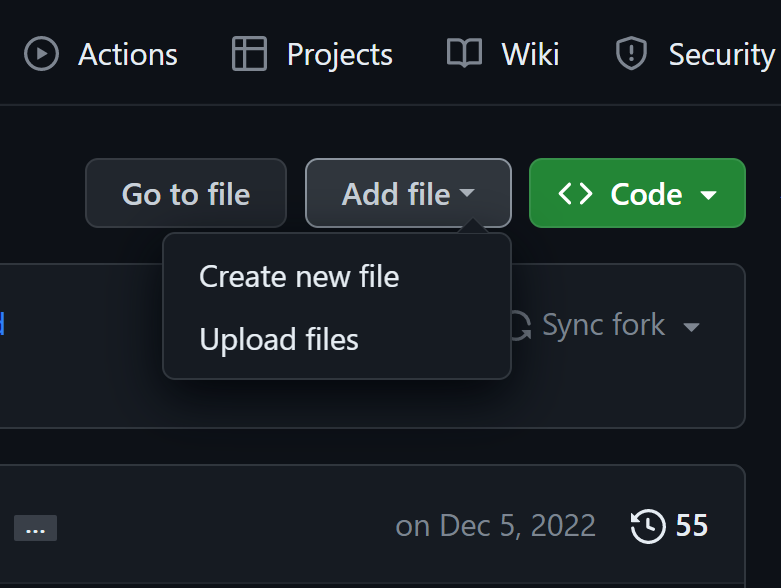 Actions Projects Wiki Security
Go to file Add file Code
Create new file
Upload files
Sync fork
... on Dec 5, 2022 55